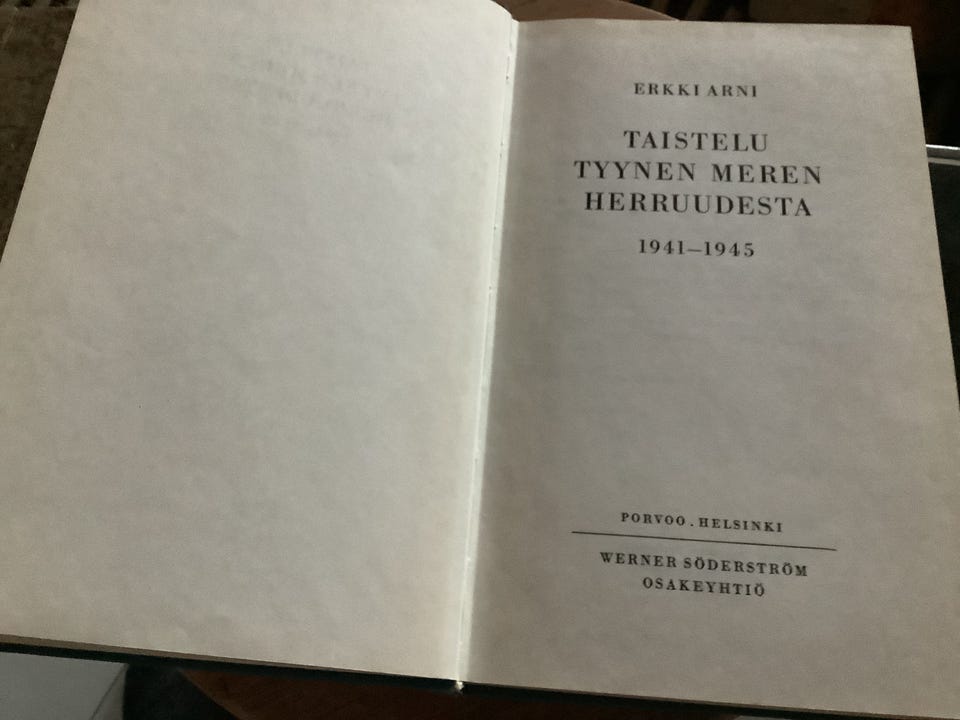 ERKKI ARNI
TAISTELU
TYYNEN MEREN
HERRUUDESTA
1941–1945
PORVOO . HELSINKI
WERNER SÖDERSTRÖM
OSAKEYHTIÖ